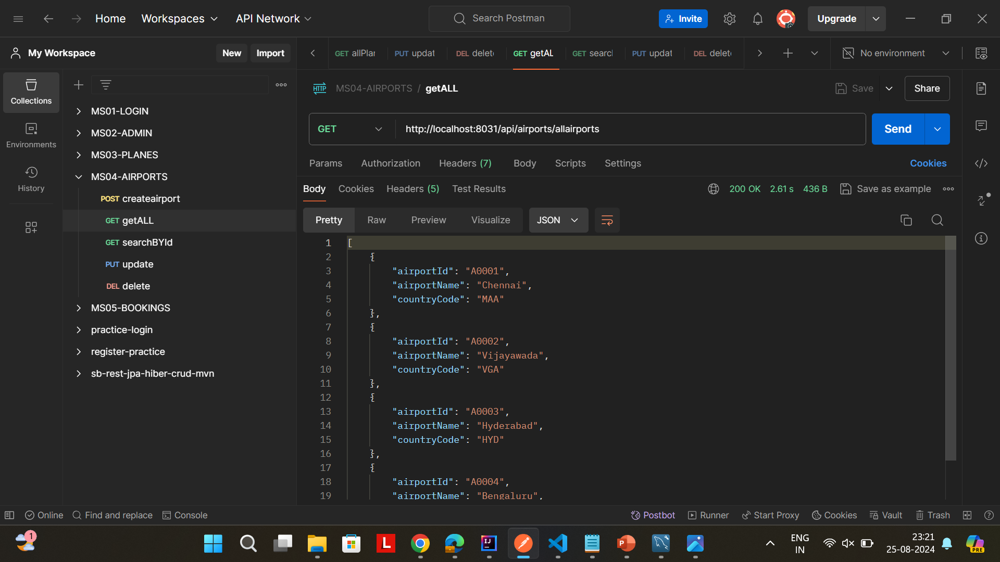 Home Workspaces API Network Search Postman Invite Upgrade
My Workspace New Import GET allPlar PUT updat DEL delet GET getAL GET searcl PUT updat DEL delet No environment
Collections
Environments
History
MS01-LOGIN
MS02-ADMIN
MS03-PLANES
MS04-AIRPORTS
POST createairport
GET getALL
GET searchBYId
PUT update
DEL delete
MS05-BOOKINGS
practice-login
register-practice
sb-rest-jpa-hiber-crud-mvn
HTTP MS04-AIRPORTS / getALL Save Share
GET http://localhost:8031/api/airports/allairports Send
Params Authorization Headers (7) Body Scripts Settings Cookies
Body Cookies Headers (5) Test Results 200 OK 2.61 s 436 B Save as example
Pretty Raw Preview Visualize JSON
1 [
2 {
3 "airportId": "A0001",
4 "airportName": "Chennai",
5 "countryCode": "MAA"
6 },
7 {
8 "airportId": "A0002",
9 "airportName": "Vijayawada",
10 "countryCode": "VGA"
11 },
12 {
13 "airportId": "A0003",
14 "airportName": "Hyderabad",
15 "countryCode": "HYD"
16 },
17 {
18 "airportId": "A0004",
19 "airportName": "Bengaluru",
Online Find and replace Console Postbot Runner Start Proxy Cookies Vault Trash
1 L IJ P ENG 23:21
IN 25-08-2024 PRE